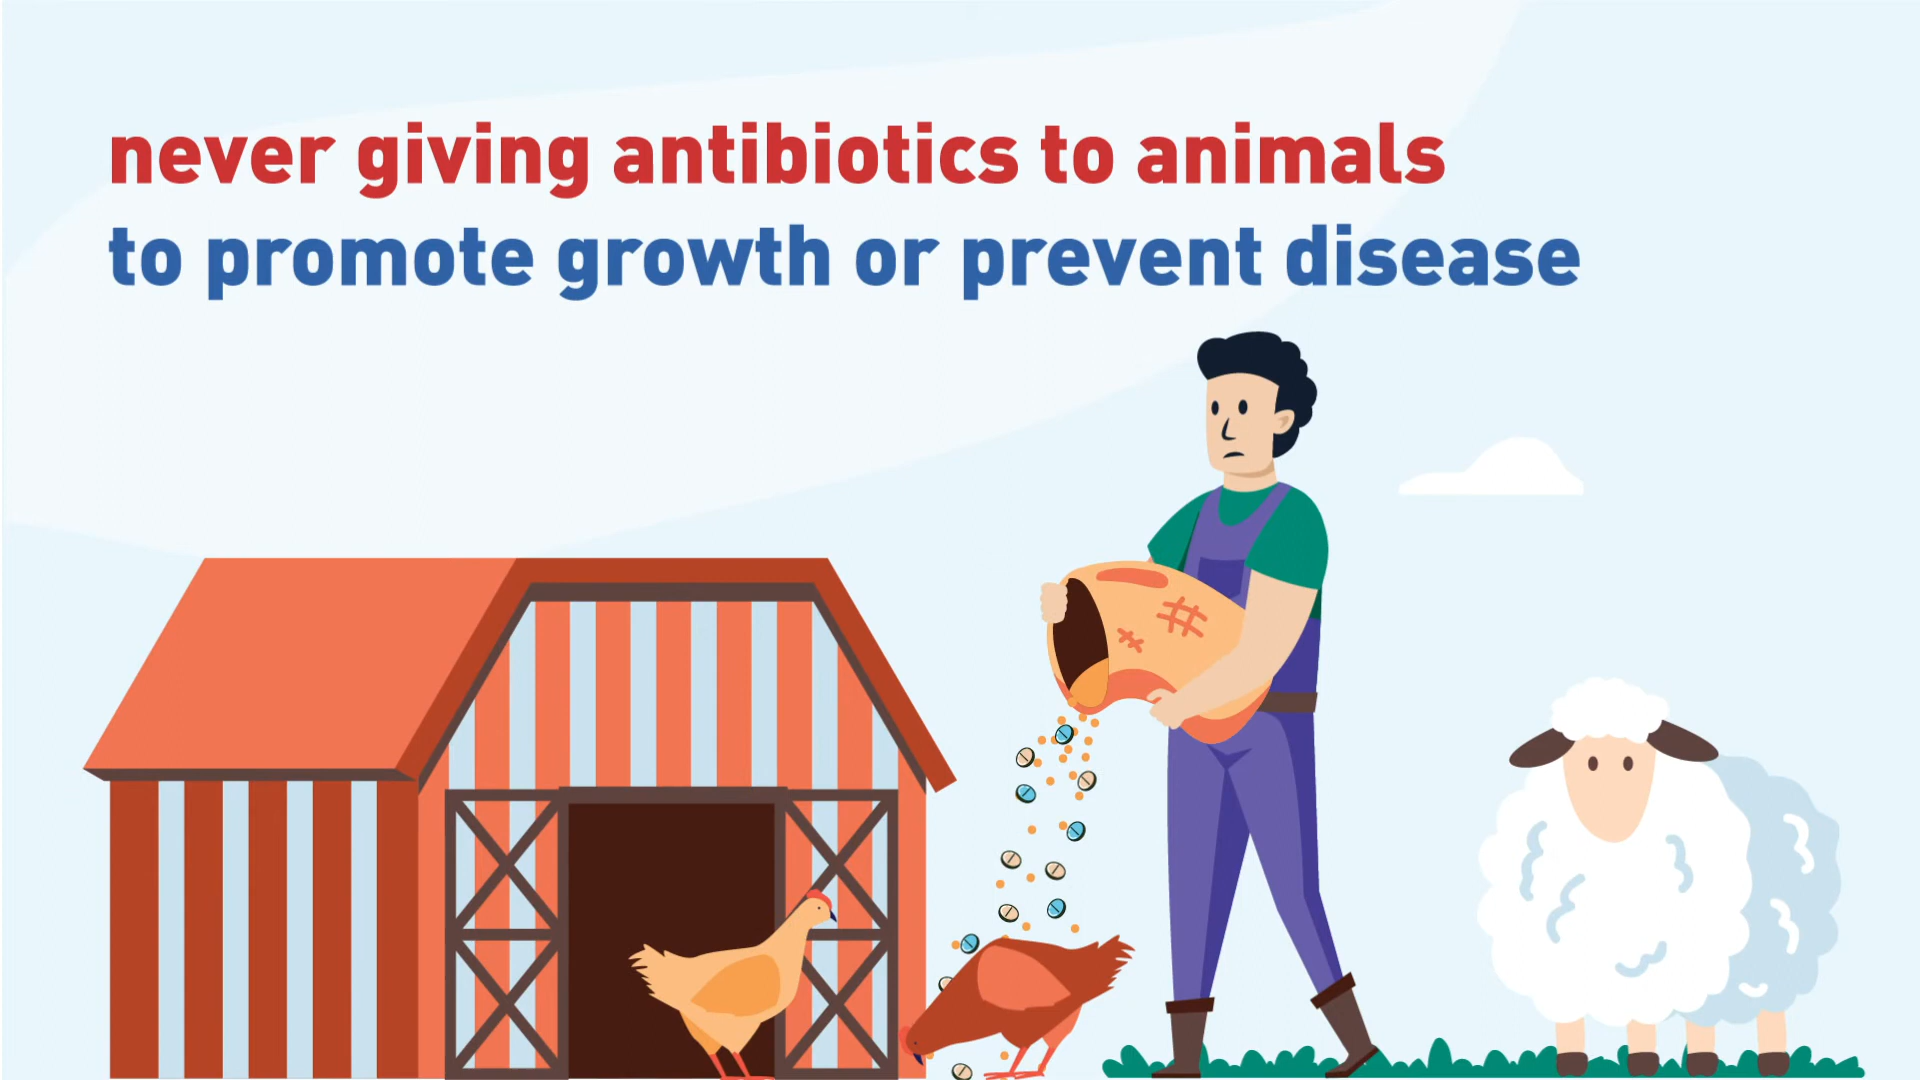 never giving antibiotics to animals
to promote growth or prevent disease